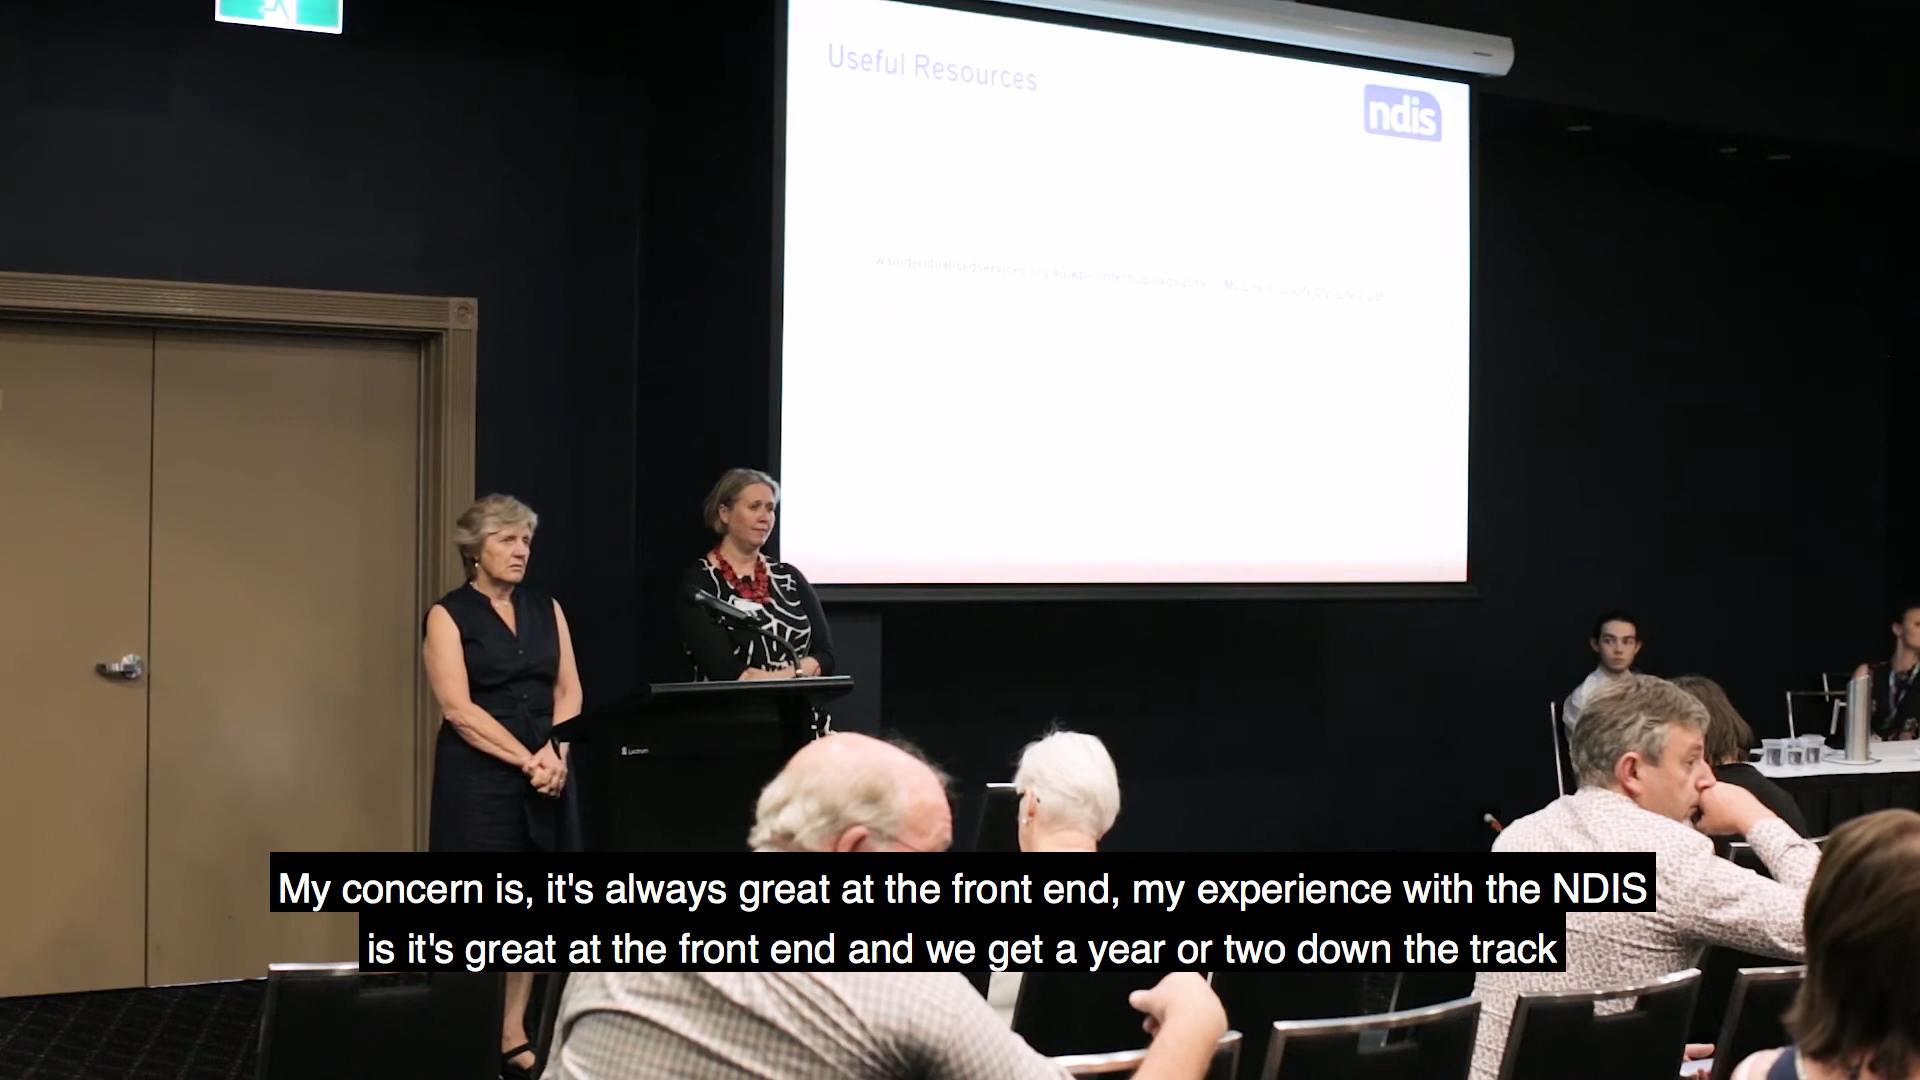 Useful Resources
ndis
Lectrum
My concern is, it's always great at the front end, my experience with the NDIS
is it's great at the front end and we get a year or two down the track